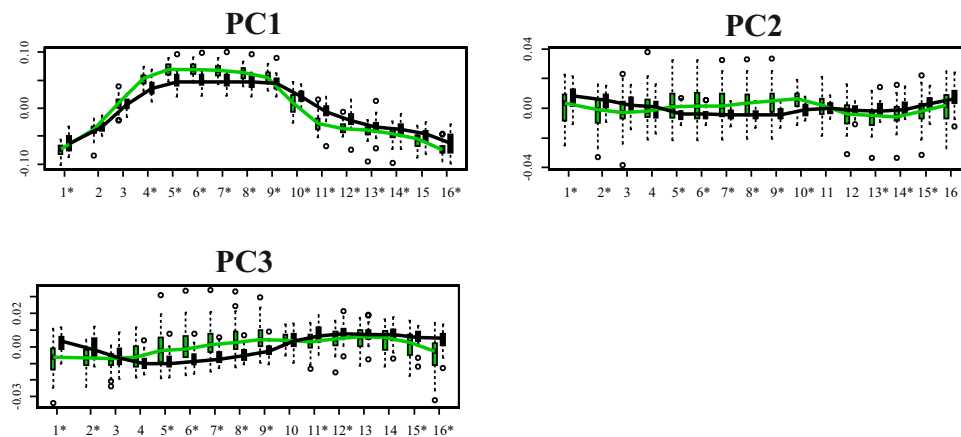 PC1
0.10
0.00
-0.10
1* 2 3 4* 5* 6* 7* 8* 9* 10* 11* 12* 13* 14* 15 16*
PC2
0.04
0.00
-0.04
1* 2* 3 4 5* 6* 7* 8* 9* 10* 11 12 13* 14* 15* 16
PC3
0.02
0.00
-0.03
1* 2* 3 4 5* 6* 7* 8* 9* 10 11* 12* 13 14 15* 16*